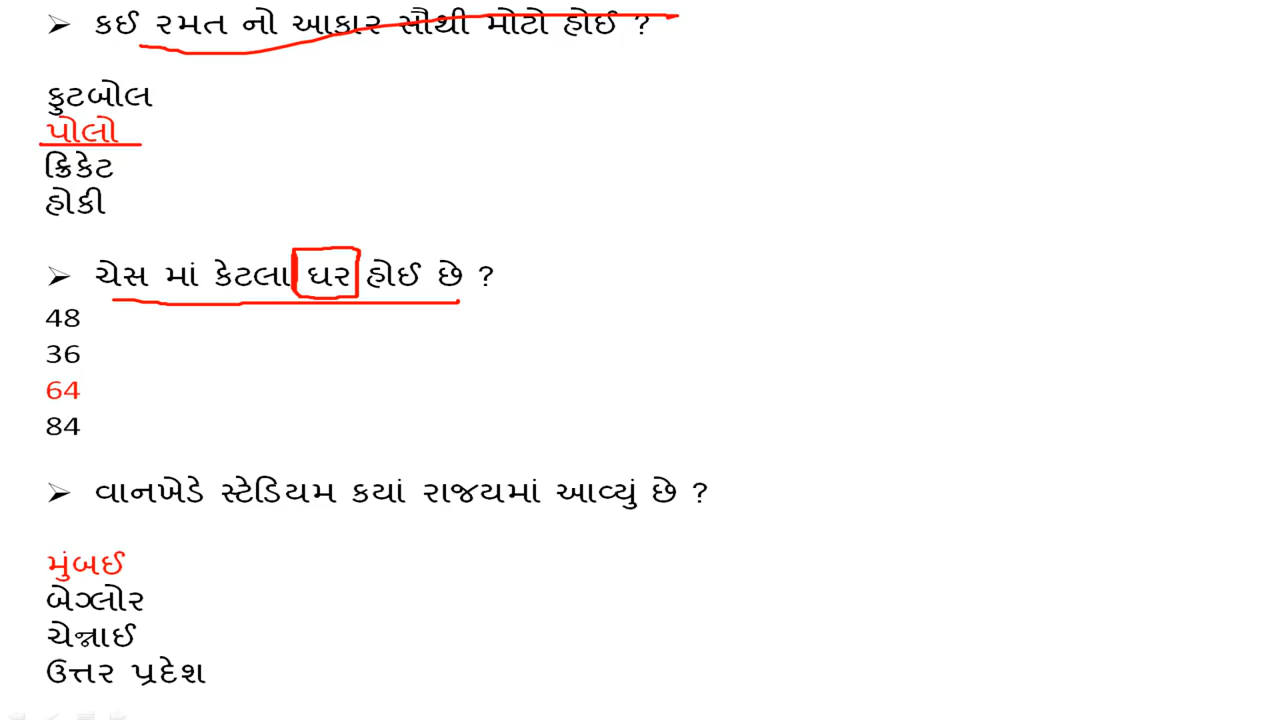 ➢ કઈ રમત નો આકાર સૌથી મોટો હોઈ ?
ફુટબોલ
પોલો
ક્રિકેટ
હોકી
➢ ચેસ માં કેટલા ઘર હોઈ છે ?
48
36
64
84
➢ વાનખેડે સ્ટેડિયમ કયાં રાજયમાં આવ્યું છે ?
મુંબઈ
બેગ્લોર
ચેન્નાઈ
ઉત્તર પ્રદેશ